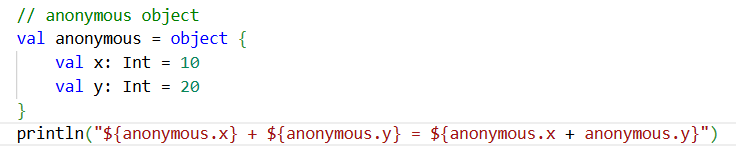 // anonymous object
val anonymous = object {
    val x: Int = 10
    val y: Int = 20
}
println("${anonymous.x} + ${anonymous.y} = ${anonymous.x + anonymous.y}")